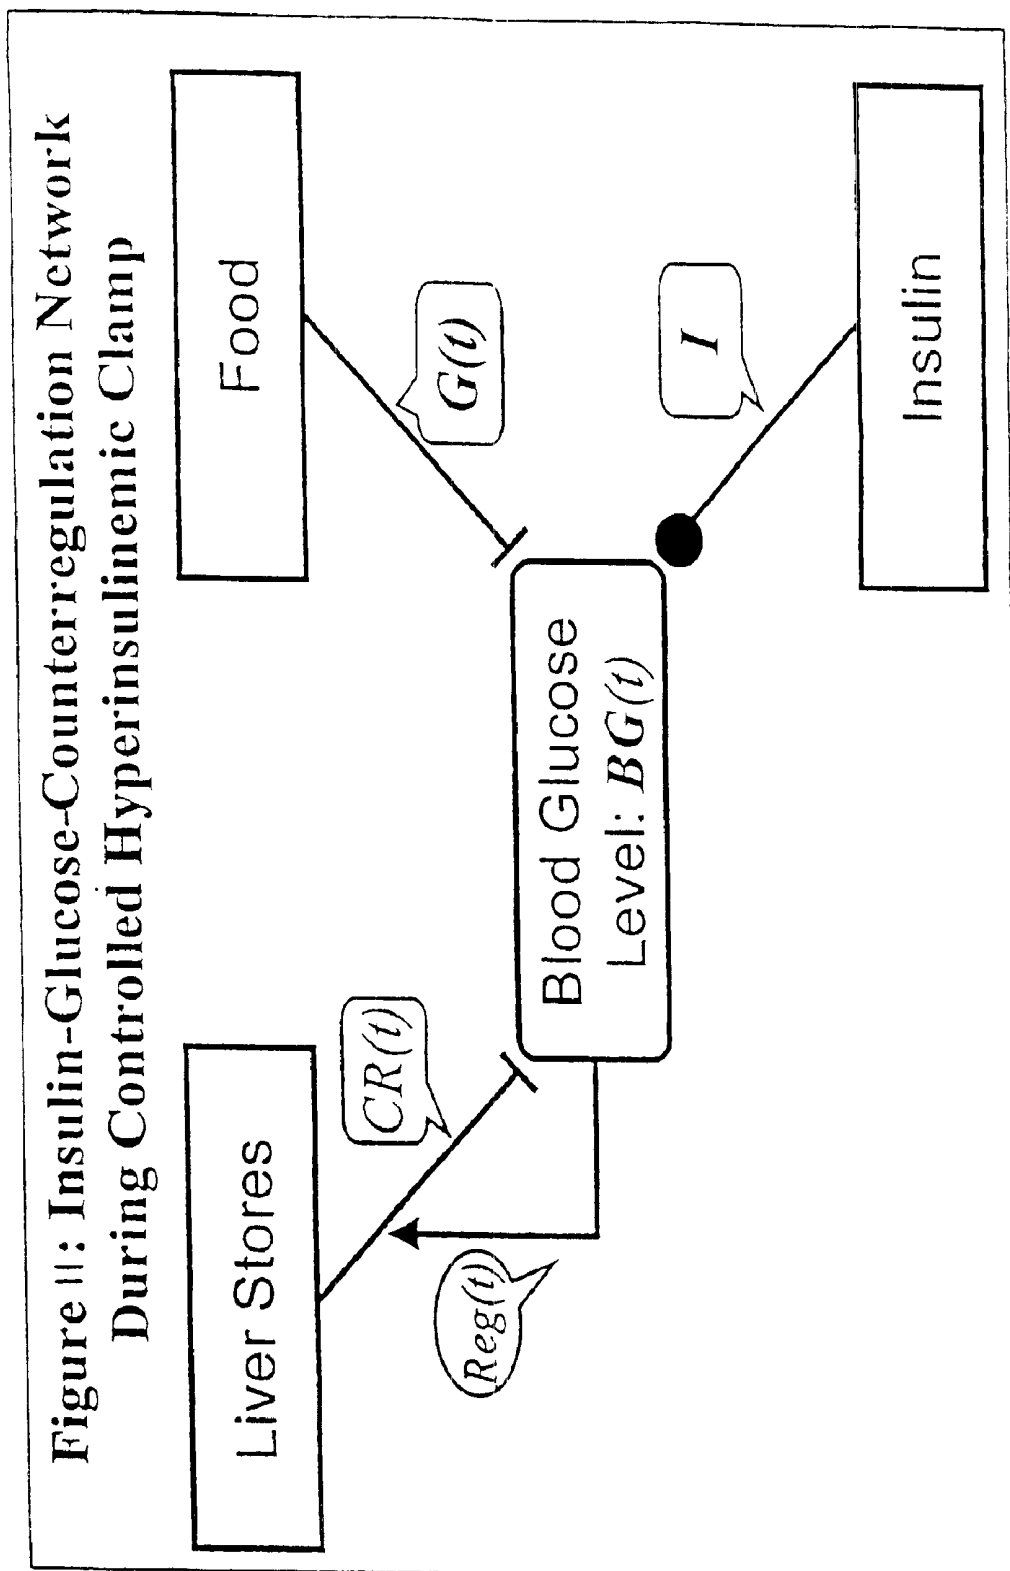 Figure 11: Insulin-Glucose-Counterregulation Network
During Controlled Hyperinsulinemic Clamp
Liver Stores
Food
CR(t)
G(t)
Reg(t)
Blood Glucose
Level: BG(t)
I
Insulin